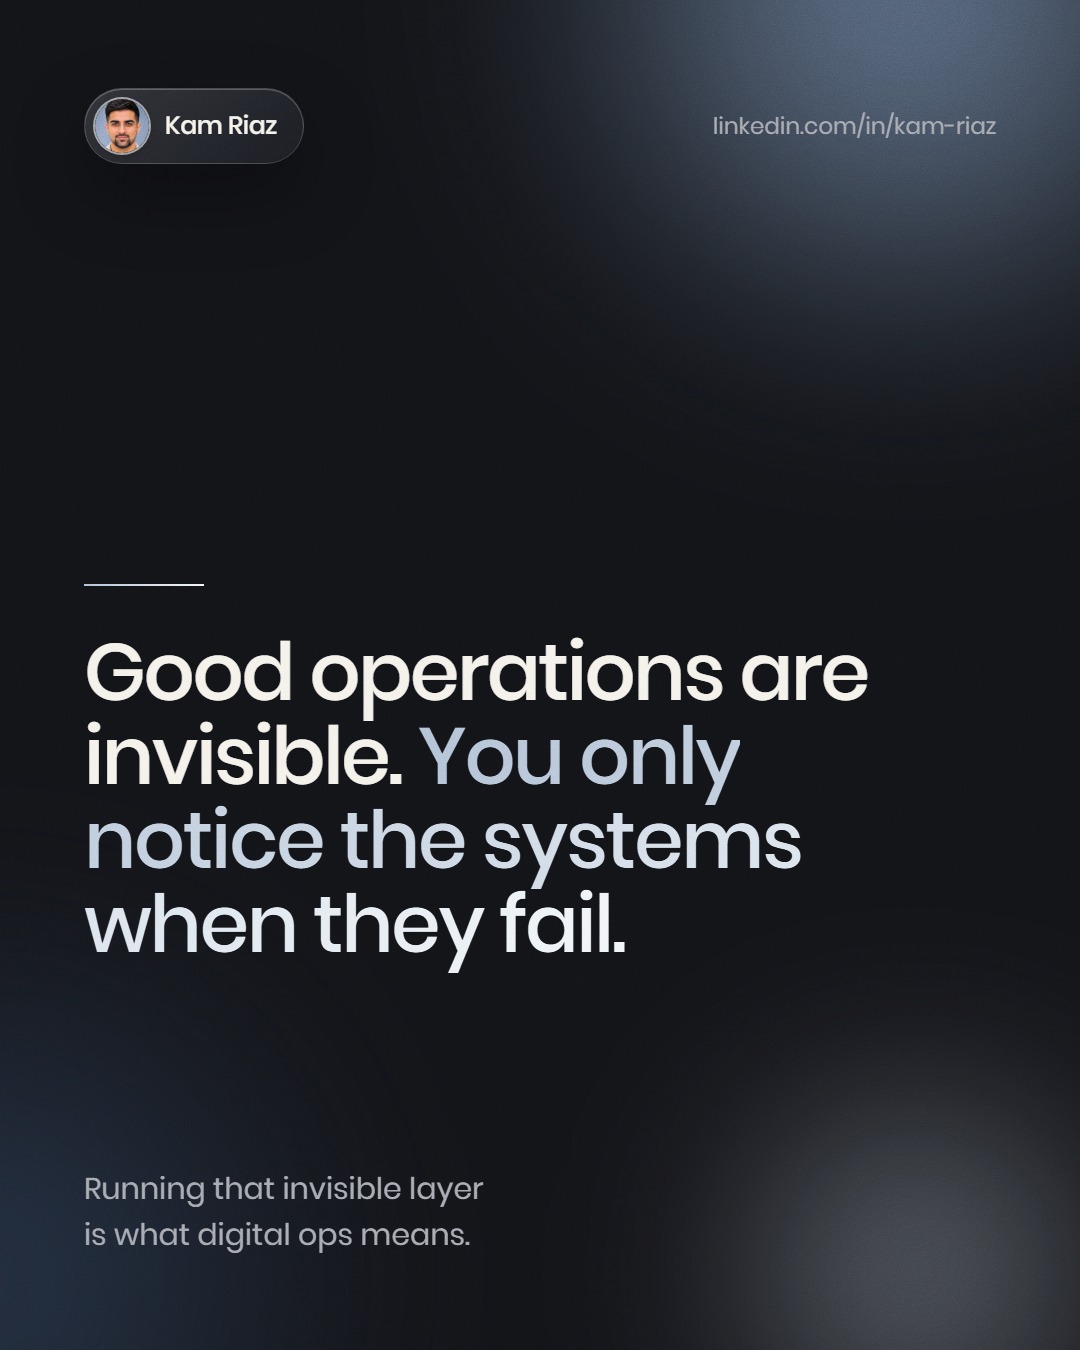 Kam Riaz
linkedin.com/in/kam-riaz
Good operations are
invisible. You only
notice the systems
when they fail.
Running that invisible layer
is what digital ops means.